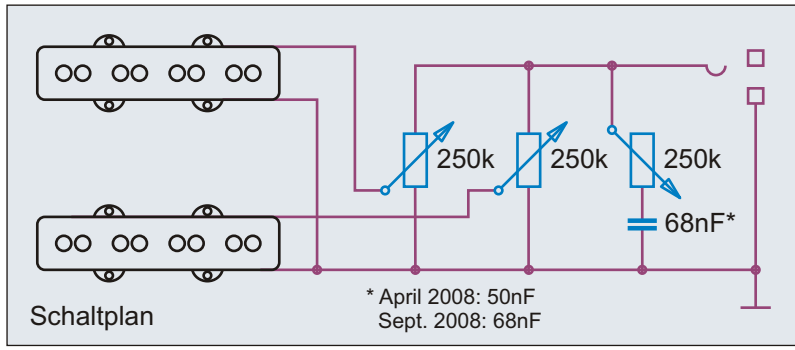 250k
250k
250k
68nF*
* April 2008: 50nF
Sept. 2008: 68nF
Schaltplan